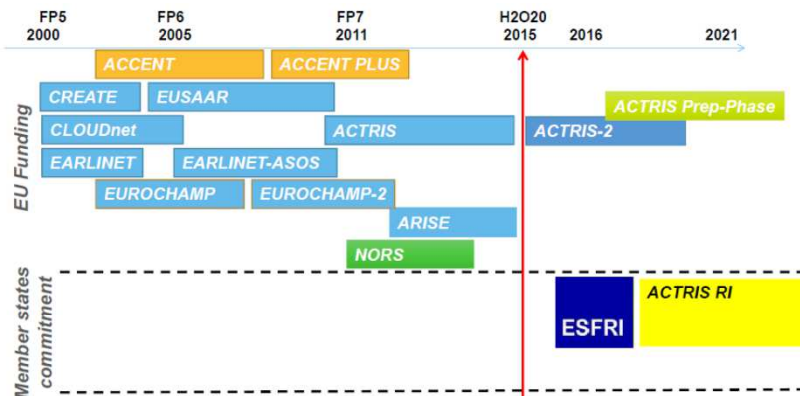 FP5 FP6 FP7 H2O20
2000 2005 2011 2015 2016 2021
ACCENT ACCENT PLUS
CREATE EUSAAR ACTRIS Prep-Phase
CLOUDnet ACTRIS ACTRIS-2
EARLINET EARLINET-ASOS
EUROCHAMP EUROCHAMP-2
ARISE
NORS
EU Funding
ACTRIS RI
ESFRI
Member states
commitment